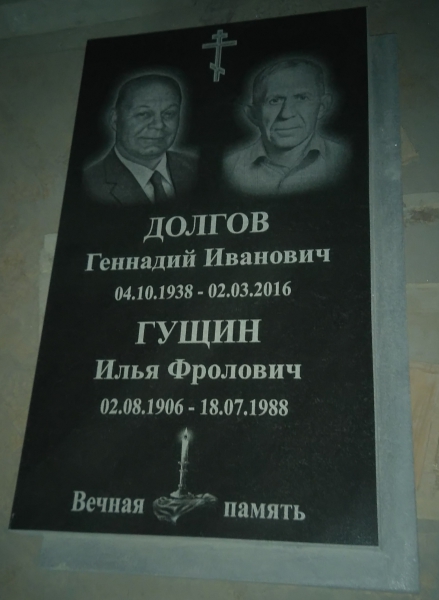 ДОЛГОВ
Геннадий Иванович
04.10.1938 - 02.03.2016
ГУЩИН
Илья Фролович
02.08.1906 - 18.07.1988
Вечная память